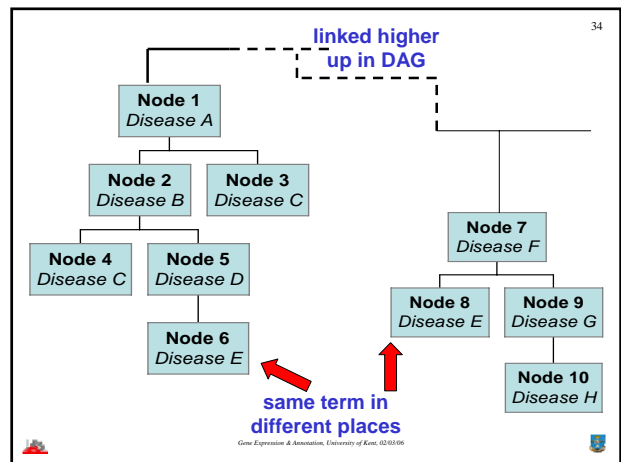 34
linked higher
up in DAG
Node 1
Disease A
Node 2
Disease B
Node 3
Disease C
Node 4
Disease C
Node 5
Disease D
Node 6
Disease E
Node 7
Disease F
Node 8
Disease E
Node 9
Disease G
Node 10
Disease H
same term in
different places
Gene Expression & Annotation, University of Kent, 02/03/06